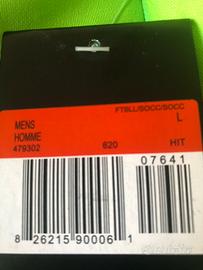 FTBLL/SOCC/SOCC
MENS L
HOMME
479302 620 HIT
07641
8 26215 90006 1